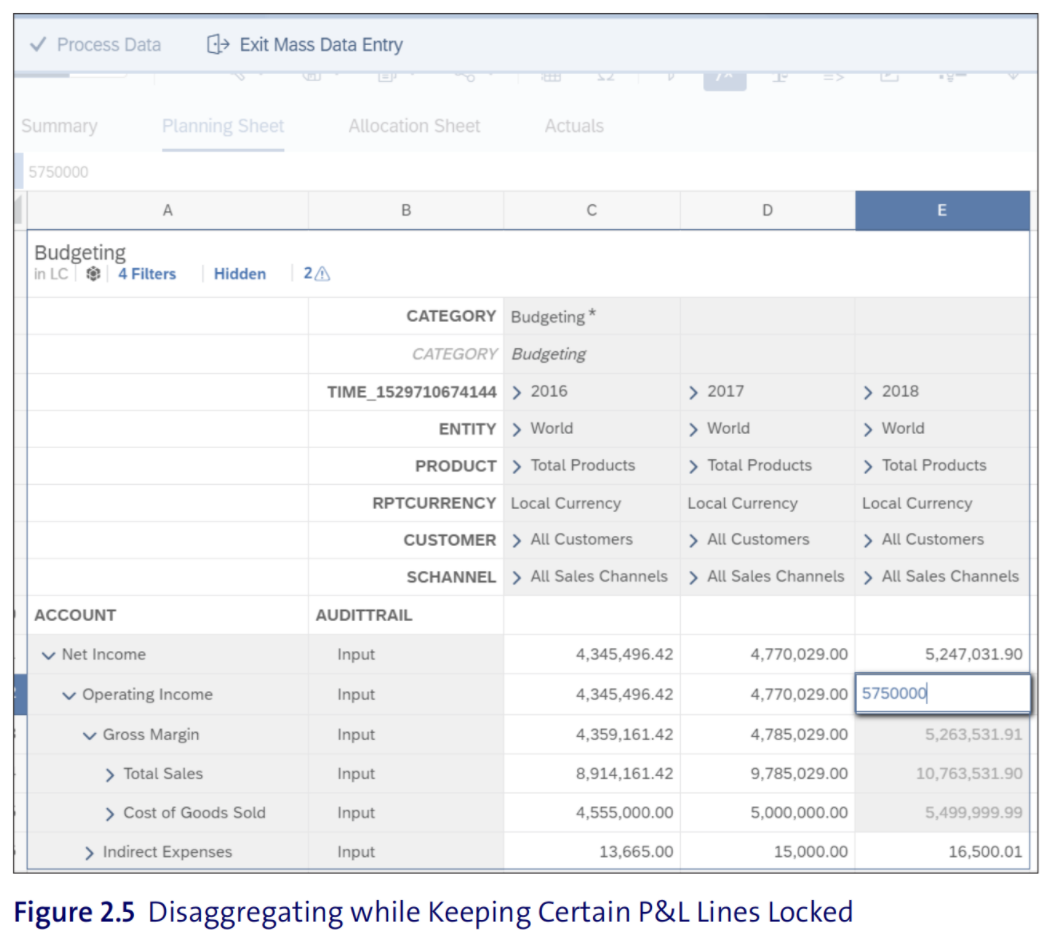 Process Data Exit Mass Data Entry
Summary Planning Sheet Allocation Sheet Actuals
5750000
A B C D E
Budgeting
in LC 4 Filters Hidden 2
CATEGORY Budgeting *
CATEGORY Budgeting
TIME_1529710674144 2016 2017 2018
ENTITY World World World
PRODUCT Total Products Total Products Total Products
RPTCURRENCY Local Currency Local Currency Local Currency
CUSTOMER All Customers All Customers All Customers
SCHANNEL All Sales Channels All Sales Channels All Sales Channels
ACCOUNT AUDITTRAIL
Net Income Input 4,345,496.42 4,770,029.00 5,247,031.90
Operating Income Input 4,345,496.42 4,770,029.00 5750000
Gross Margin Input 4,359,161.42 4,785,029.00 5,263,531.91
Total Sales Input 8,914,161.42 9,785,029.00 10,763,531.90
Cost of Goods Sold Input 4,555,000.00 5,000,000.00 5,499,999.99
Indirect Expenses Input 13,665.00 15,000.00 16,500.01
Figure 2.5 Disaggregating while Keeping Certain P&L Lines Locked